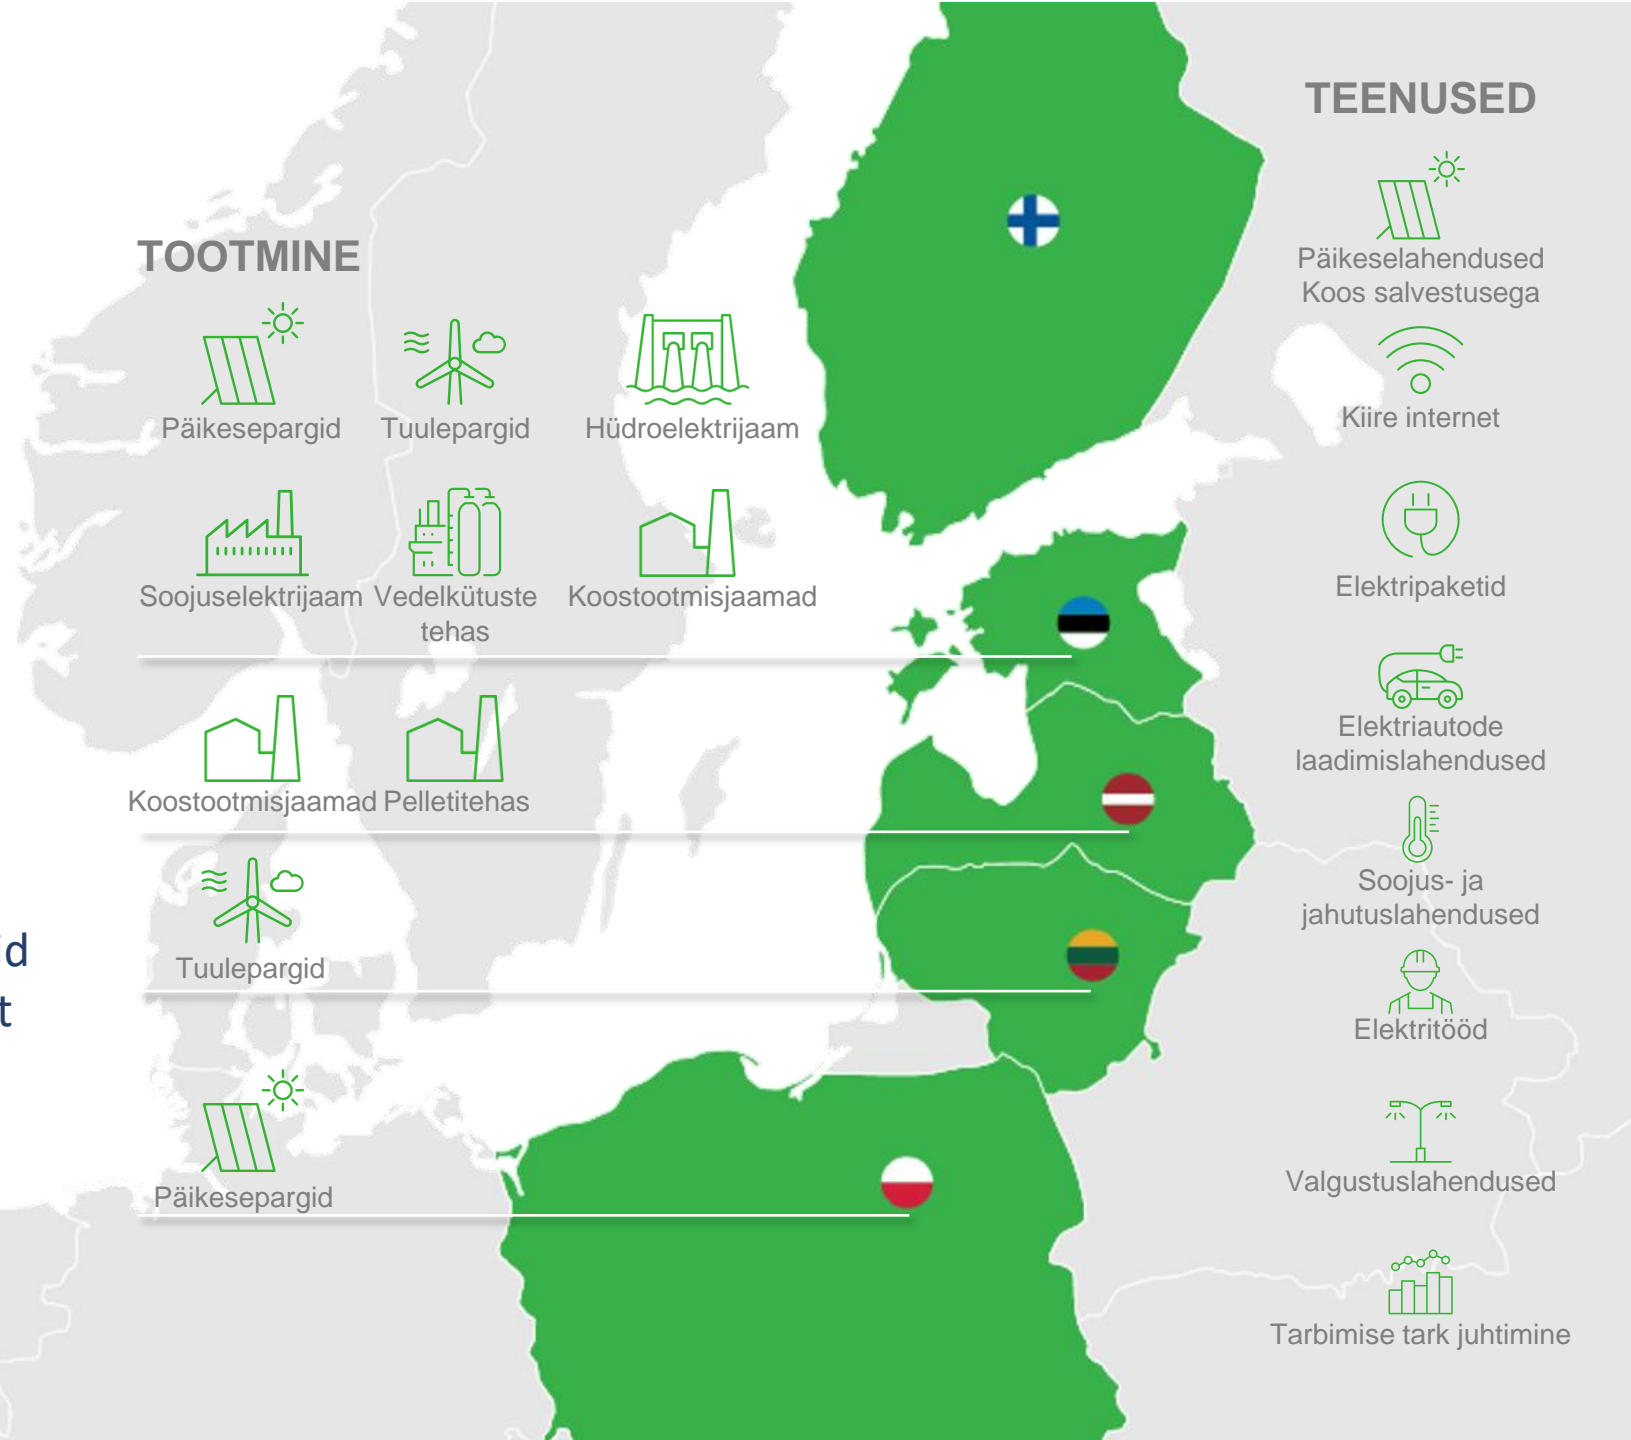 TOOTMINE
Päikesepargid
Tuulepargid
Hüdroelektrijaam
Soojuselektrijaam
Vedelkütuste
tehas
Koostootmisjaamad
Koostootmisjaamad
Pelletitehas
Tuulepargid
Päikesepargid
id
t
TEENUSED
Päikeselahendused
Koos salvestusega
Kiire internet
Elektripaketid
Elektriautode
laadimislahendused
Soojus- ja
jahutuslahendused
Elektritööd
Valgustuslahendused
Tarbimise tark juhtimine